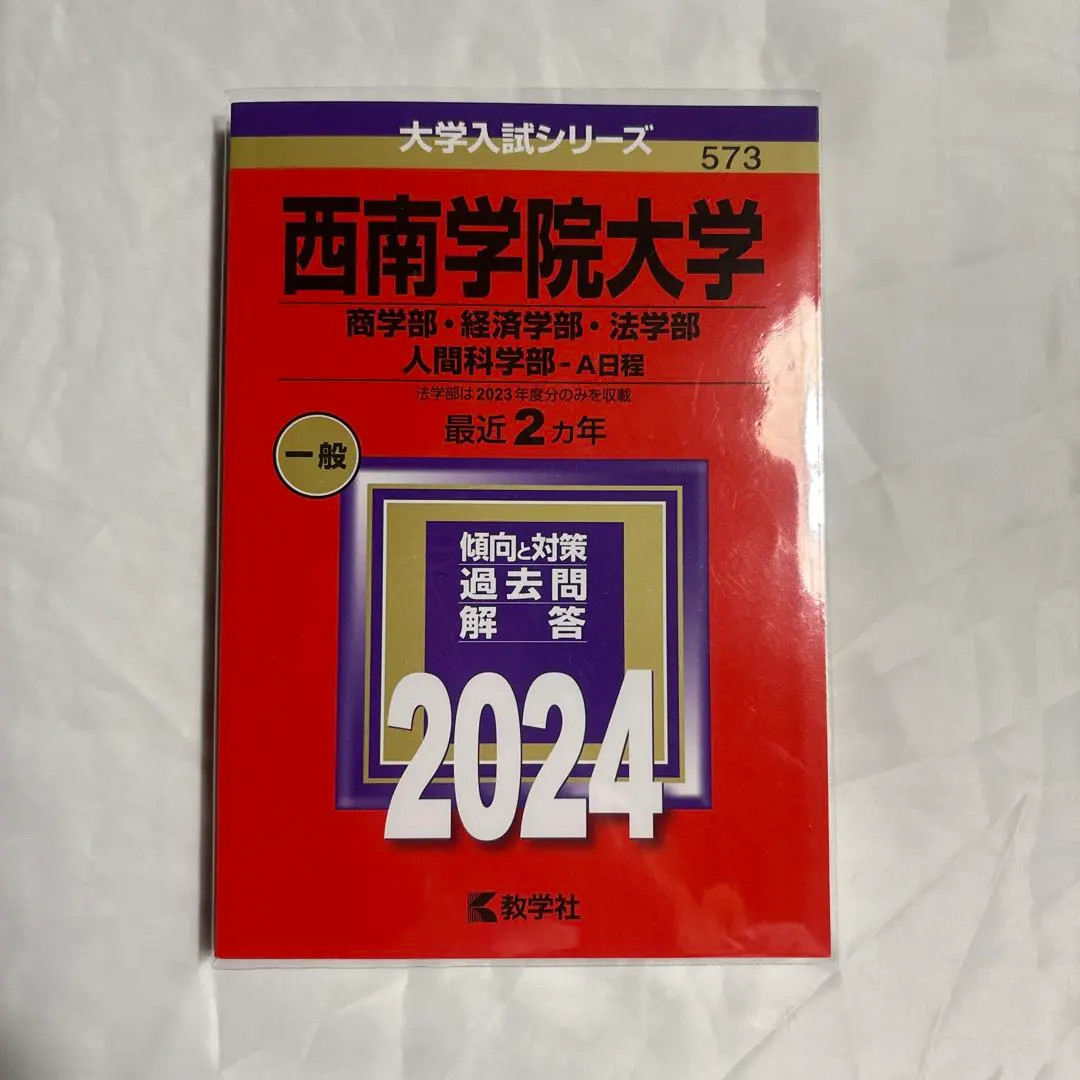 大学入試シリーズ
573
西南学院大学
商学部・経済学部・法学部
人間科学部-A日程
法学部は2023年度分のみを収載
最近2カ年
一般
傾向と対策
過去問
解答
2024
教学社